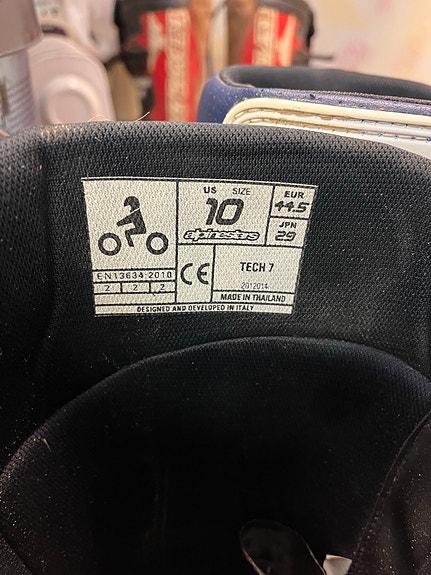 US SIZE
10
alpinestars
EUR
44.5
JPN
29
EN13634:2010
2 2 2
CE
TECH 7
2012014
MADE IN THAILAND
DESIGNED AND DEVELOPED IN ITALY